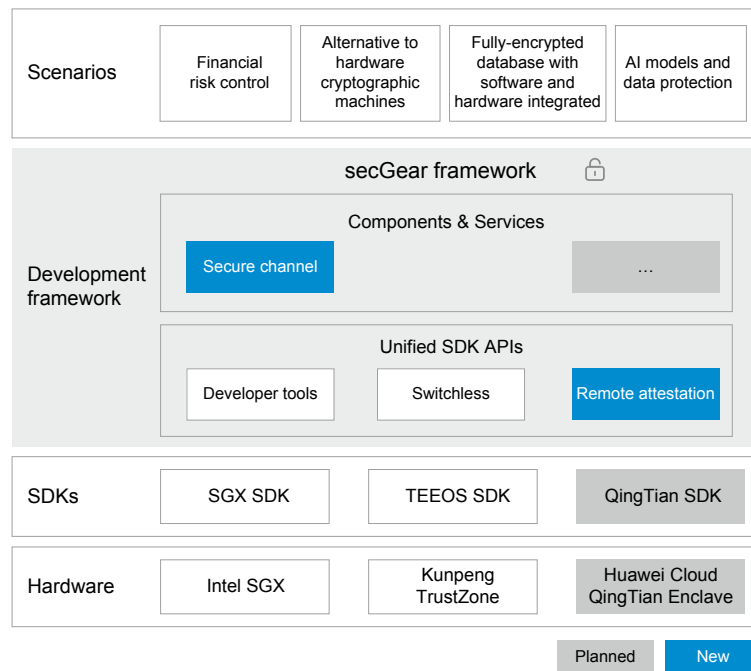 Scenarios
Financial
risk control
Alternative to
hardware
cryptographic
machines
Fully-encrypted
database with
software and
hardware integrated
AI models and
data protection
Development
framework
secGear framework
Components & Services
Secure channel
...
Unified SDK APIs
Developer tools
Switchless
Remote attestation
SDKs
SGX SDK
TEEOS SDK
QingTian SDK
Hardware
Intel SGX
Kunpeng
TrustZone
Huawei Cloud
QingTian Enclave
Planned
New